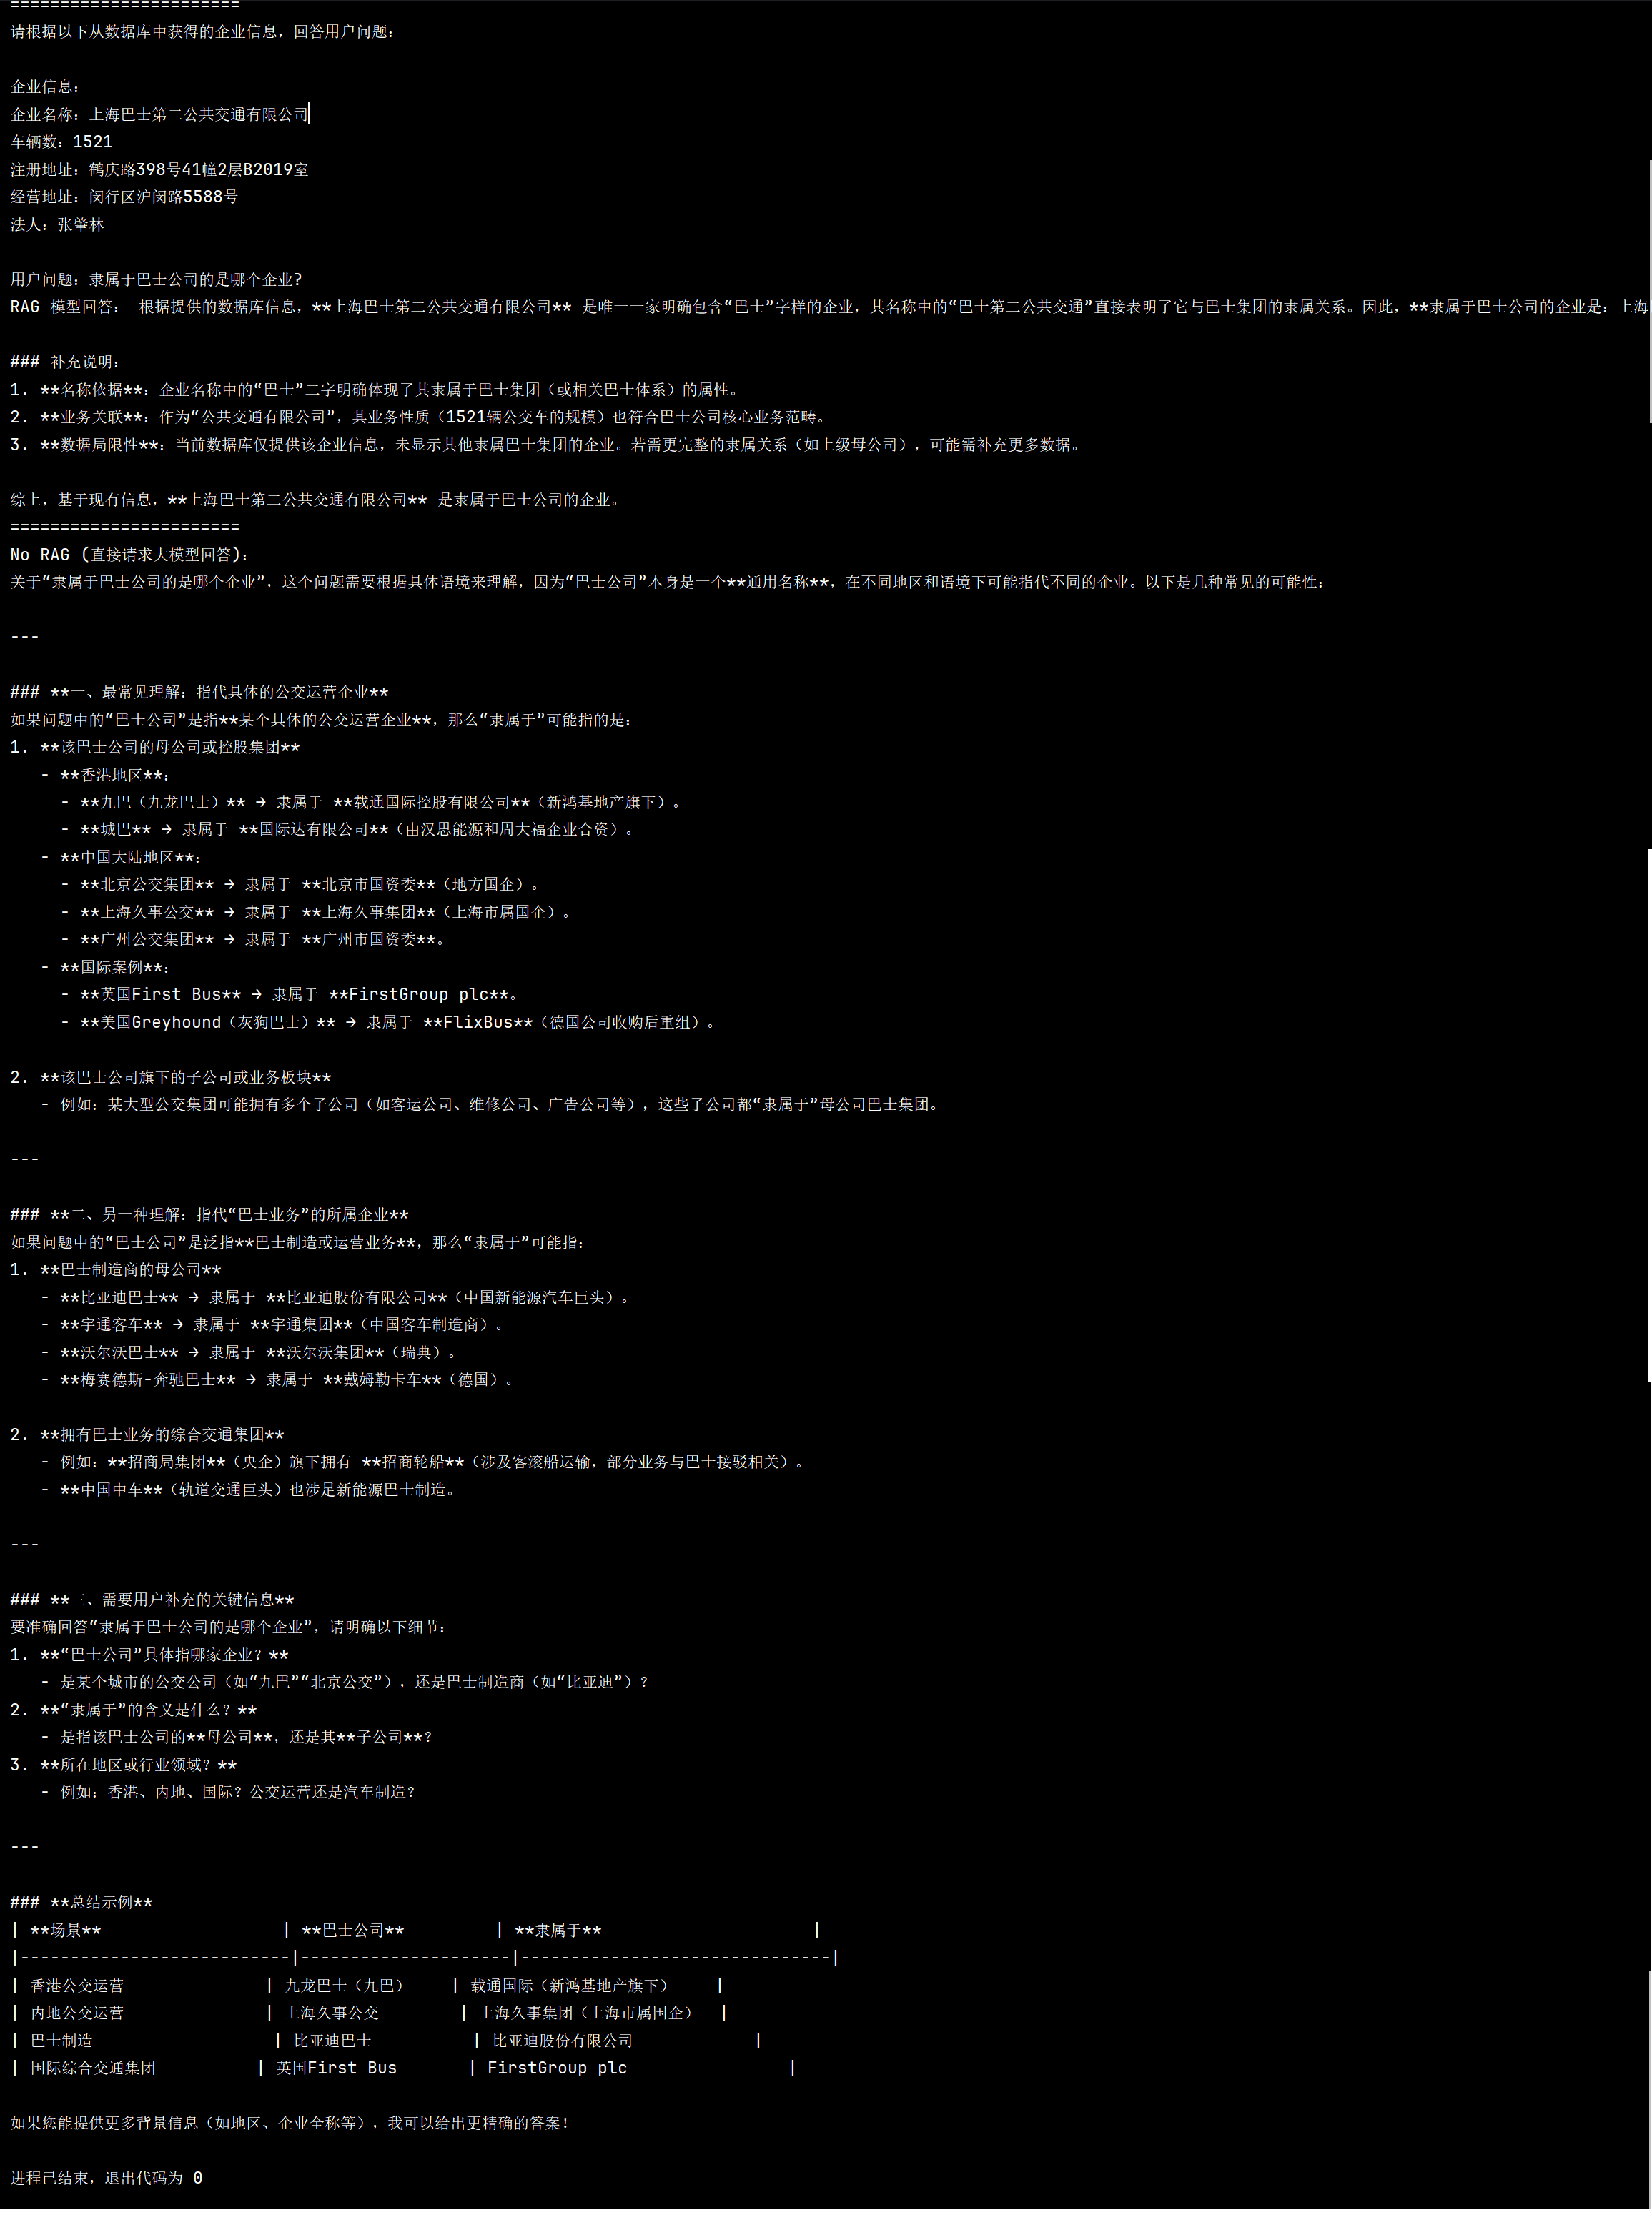 =======================
请根据以下从数据库中获得的企业信息，回答用户问题：
企业信息：
企业名称：上海巴士第二公共交通有限公司
车辆数：1521
注册地址：鹤庆路398号41幢2层B2019室
经营地址：闵行区沪闵路5588号
法人：张肇林
用户问题：隶属于巴士公司的是哪个企业?
RAG 模型回答： 根据提供的数据库信息，**上海巴士第二公共交通有限公司** 是唯一一家明确包含“巴士”字样的企业，其名称中的“巴士第二公共交通”直接表明了它与巴士集团的隶属关系。因此，**隶属于巴士公司的企业是：上海
### 补充说明：
1. **名称依据**：企业名称中的“巴士”二字明确体现了其隶属于巴士集团（或相关巴士体系）的属性。
2. **业务关联**：作为“公共交通有限公司”，其业务性质（1521辆公交车的规模）也符合巴士公司核心业务范畴。
3. **数据局限性**：当前数据库仅提供该企业信息，未显示其他隶属巴士集团的企业。若需更完整的隶属关系（如上级母公司），可能需补充更多数据。
综上，基于现有信息，**上海巴士第二公共交通有限公司** 是隶属于巴士公司的企业。
=======================
No RAG (直接请求大模型回答)：
关于“隶属于巴士公司的是哪个企业”，这个问题需要根据具体语境来理解，因为“巴士公司”本身是一个**通用名称**，在不同地区和语境下可能指代不同的企业。以下是几种常见的可能性：
---
### **一、最常见理解：指代具体的公交运营企业**
如果问题中的“巴士公司”是指**某个具体的公交运营企业**，那么“隶属于”可能指的是：
1. **该巴士公司的母公司或控股集团**
- **香港地区**：
- **九巴（九龙巴士）** → 隶属于 **载通国际控股有限公司**（新鸿基地产旗下）。
- **城巴** → 隶属于 **国际达有限公司**（由汉思能源和周大福企业合资）。
- **中国大陆地区**：
- **北京公交集团** → 隶属于 **北京市国资委**（地方国企）。
- **上海久事公交** → 隶属于 **上海久事集团**（上海市属国企）。
- **广州公交集团** → 隶属于 **广州市国资委**。
- **国际案例**：
- **英国First Bus** → 隶属于 **FirstGroup plc**。
- **美国Greyhound（灰狗巴士）** → 隶属于 **FlixBus**（德国公司收购后重组）。
2. **该巴士公司旗下的子公司或业务板块**
- 例如：某大型公交集团可能拥有多个子公司（如客运公司、维修公司、广告公司等），这些子公司都“隶属于”母公司巴士集团。
---
### **二、另一种理解：指代“巴士业务”的所属企业**
如果问题中的“巴士公司”是泛指**巴士制造或运营业务**，那么“隶属于”可能指：
1. **巴士制造商的母公司**
- **比亚迪巴士** → 隶属于 **比亚迪股份有限公司**（中国新能源汽车巨头）。
- **宇通客车** → 隶属于 **宇通集团**（中国客车制造商）。
- **沃尔沃巴士** → 隶属于 **沃尔沃集团**（瑞典）。
- **梅赛德斯-奔驰巴士** → 隶属于 **戴姆勒卡车**（德国）。
2. **拥有巴士业务的综合交通集团**
- 例如：**招商局集团**（央企）旗下拥有 **招商轮船**（涉及客滚船运输，部分业务与巴士接驳相关）。
- **中国中车**（轨道交通巨头）也涉足新能源巴士制造。
---
### **三、需要用户补充的关键信息**
要准确回答“隶属于巴士公司的是哪个企业”，请明确以下细节：
1. **“巴士公司”具体指哪家企业？**
- 是某个城市的公交公司（如“九巴”“北京公交”），还是巴士制造商（如“比亚迪”）？
2. **“隶属于”的含义是什么？**
- 是指该巴士公司的**母公司**，还是其**子公司**？
3. **所在地区或行业领域？**
- 例如：香港、内地、国际？公交运营还是汽车制造？
---
### **总结示例**
| **场景** | **巴士公司** | **隶属于** |
|---------------------------|---------------------|-------------------------------|
| 香港公交运营 | 九龙巴士（九巴） | 载通国际（新鸿基地产旗下） |
| 内地公交运营 | 上海久事公交 | 上海久事集团（上海市属国企） |
| 巴士制造 | 比亚迪巴士 | 比亚迪股份有限公司 |
| 国际综合交通集团 | 英国First Bus | FirstGroup plc |
如果您能提供更多背景信息（如地区、企业全称等），我可以给出更精确的答案！
进程已结束，退出代码为 0